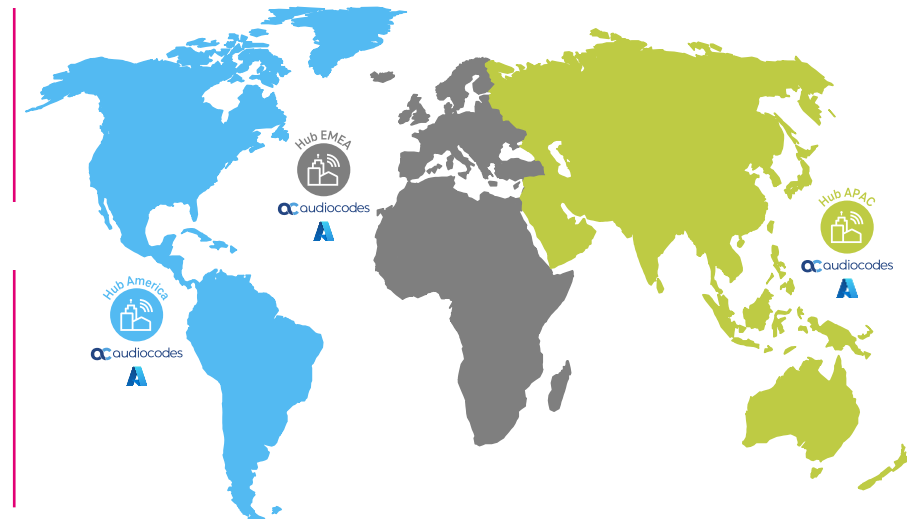 Hub EMEA
audiocodes
Hub APAC
audiocodes
Hub America
audiocodes